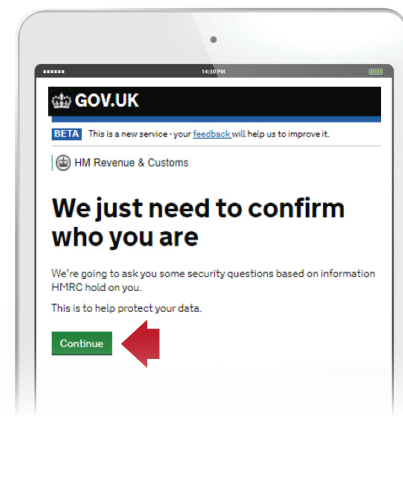 14:30 PM
GOV.UK
BETA This is a new service - your feedback will help us to improve it.
HM Revenue & Customs
We just need to confirm
who you are
We're going to ask you some security questions based on information
HMRC hold on you.
This is to help protect your data.
Continue